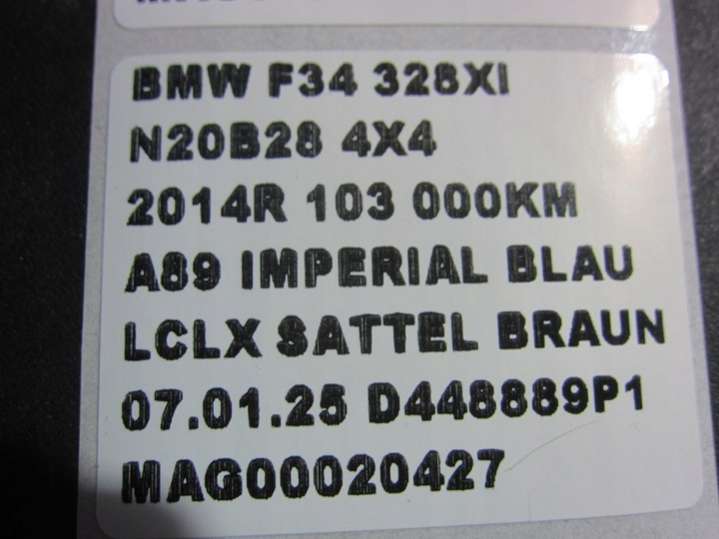 BMW F34 328XI
N20B28 4X4
2014R 103 000KM
A89 IMPERIAL BLAU
LCLX SATTEL BRAUN
07.01.25 D448889P1
MAG00020427